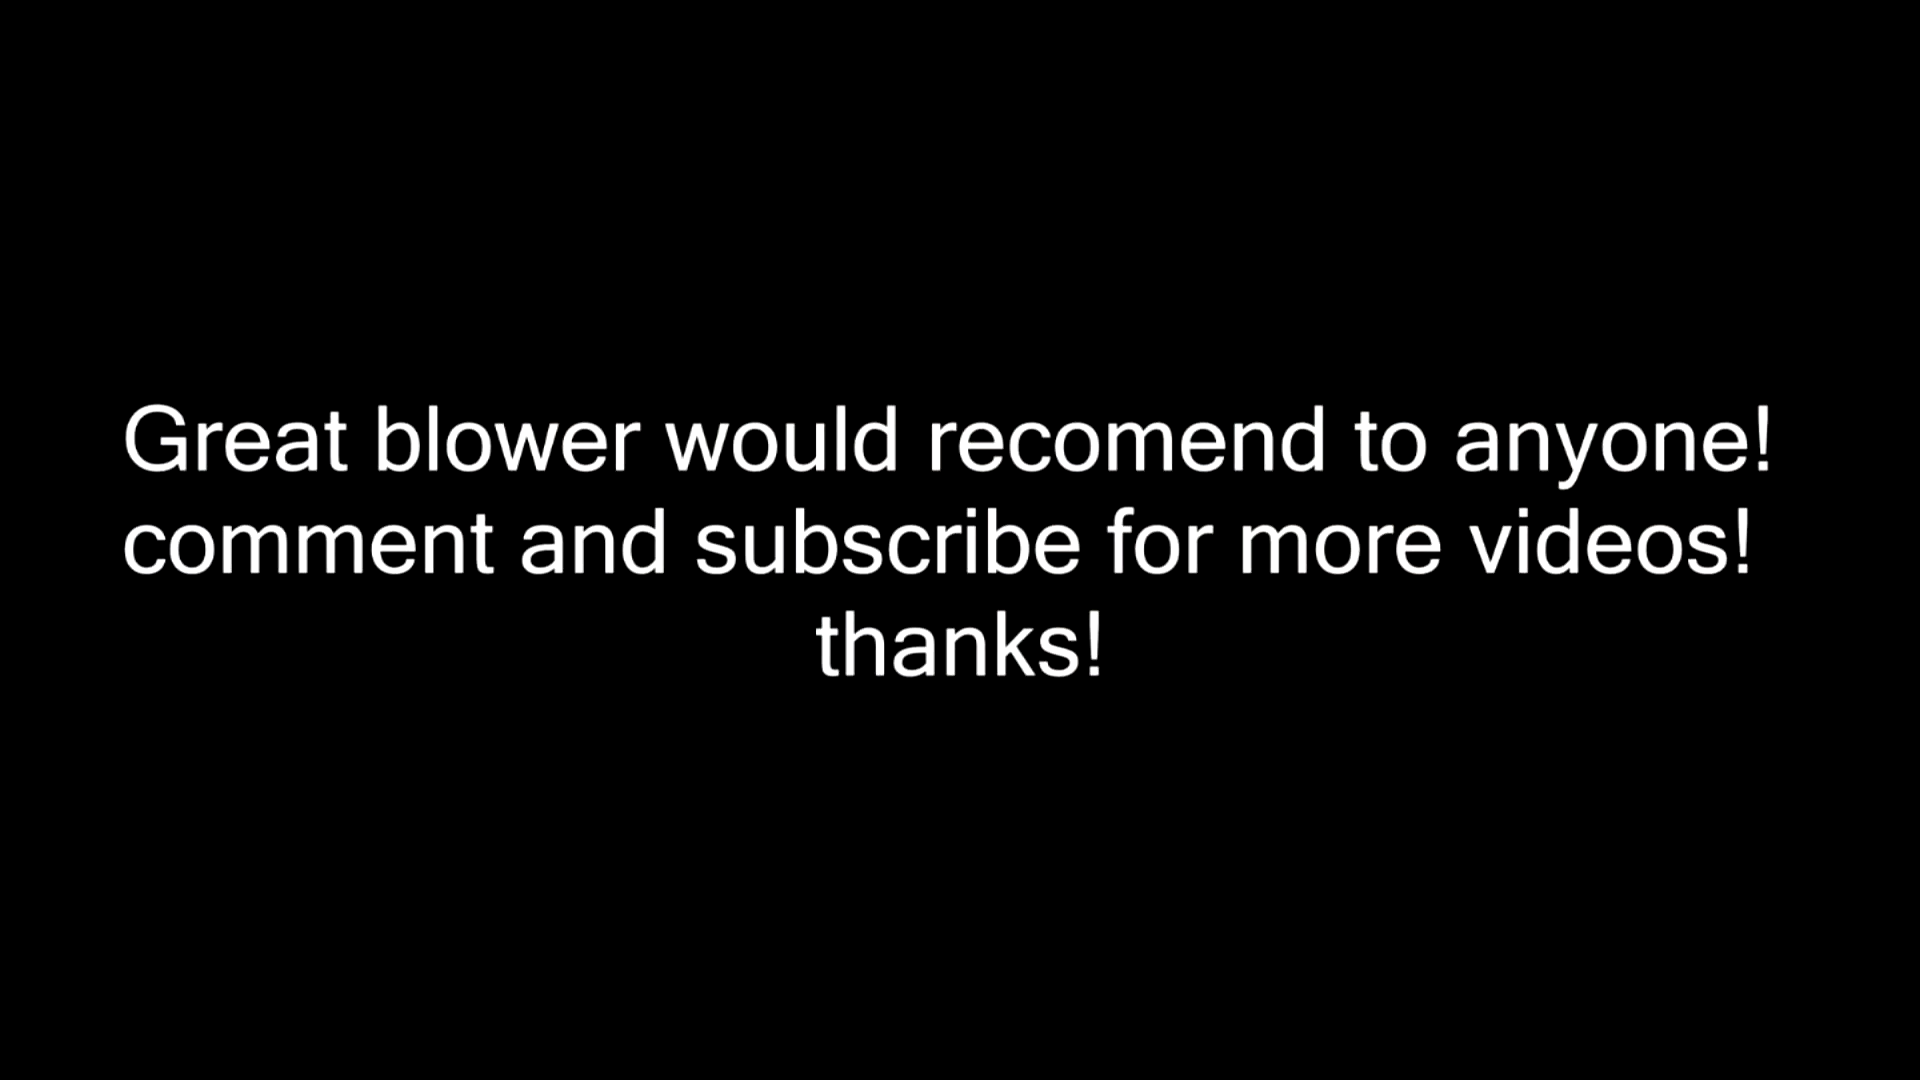 Great blower would recomend to anyone!
comment and subscribe for more videos!
thanks!